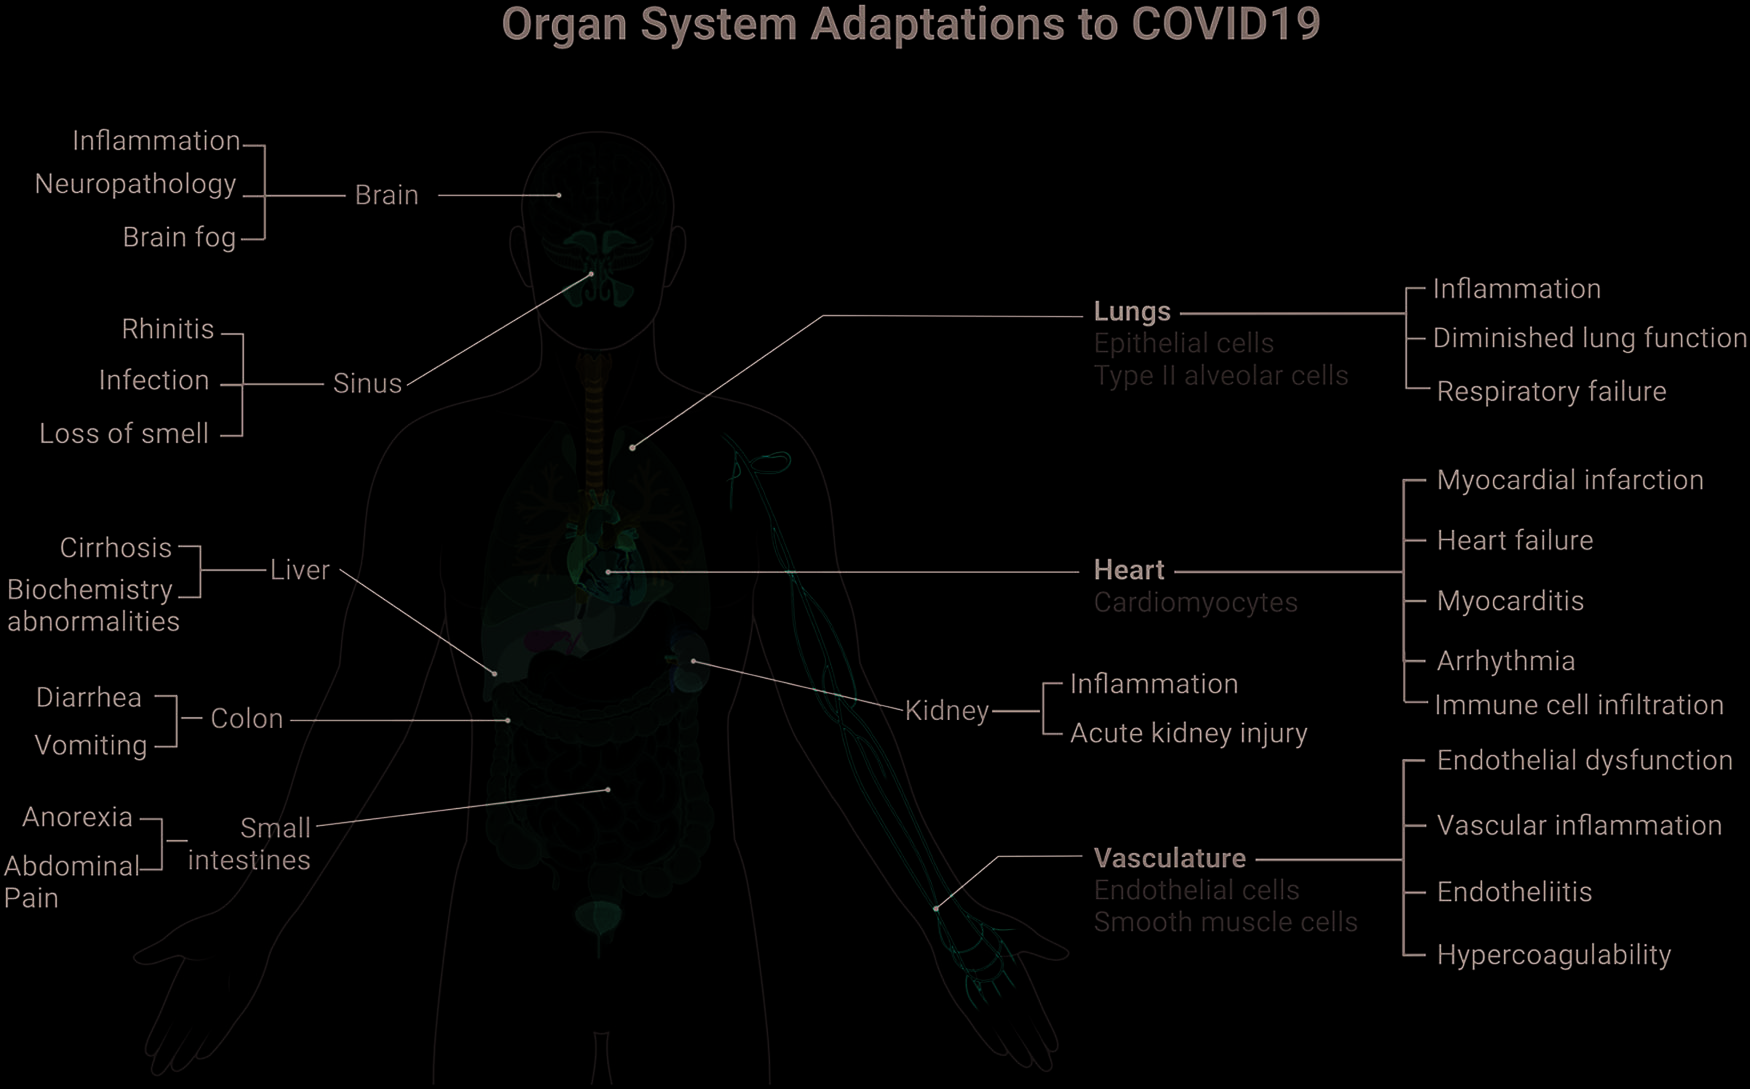 Organ System Adaptations to COVID19
Inflammation
Neuropathology
Brain fog
Brain
Rhinitis
Infection
Loss of smell
Sinus
Cirrhosis
Biochemistry
abnormalities
Liver
Diarrhea
Vomiting
Colon
Anorexia
Abdominal
Pain
Small
intestines
Lungs
Epithelial cells
Type II alveolar cells
Inflammation
Diminished lung function
Respiratory failure
Heart
Cardiomyocytes
Myocardial infarction
Heart failure
Myocarditis
Arrhythmia
Immune cell infiltration
Kidney
Inflammation
Acute kidney injury
Vasculature
Endothelial cells
Smooth muscle cells
Endothelial dysfunction
Vascular inflammation
Endotheliitis
Hypercoagulability